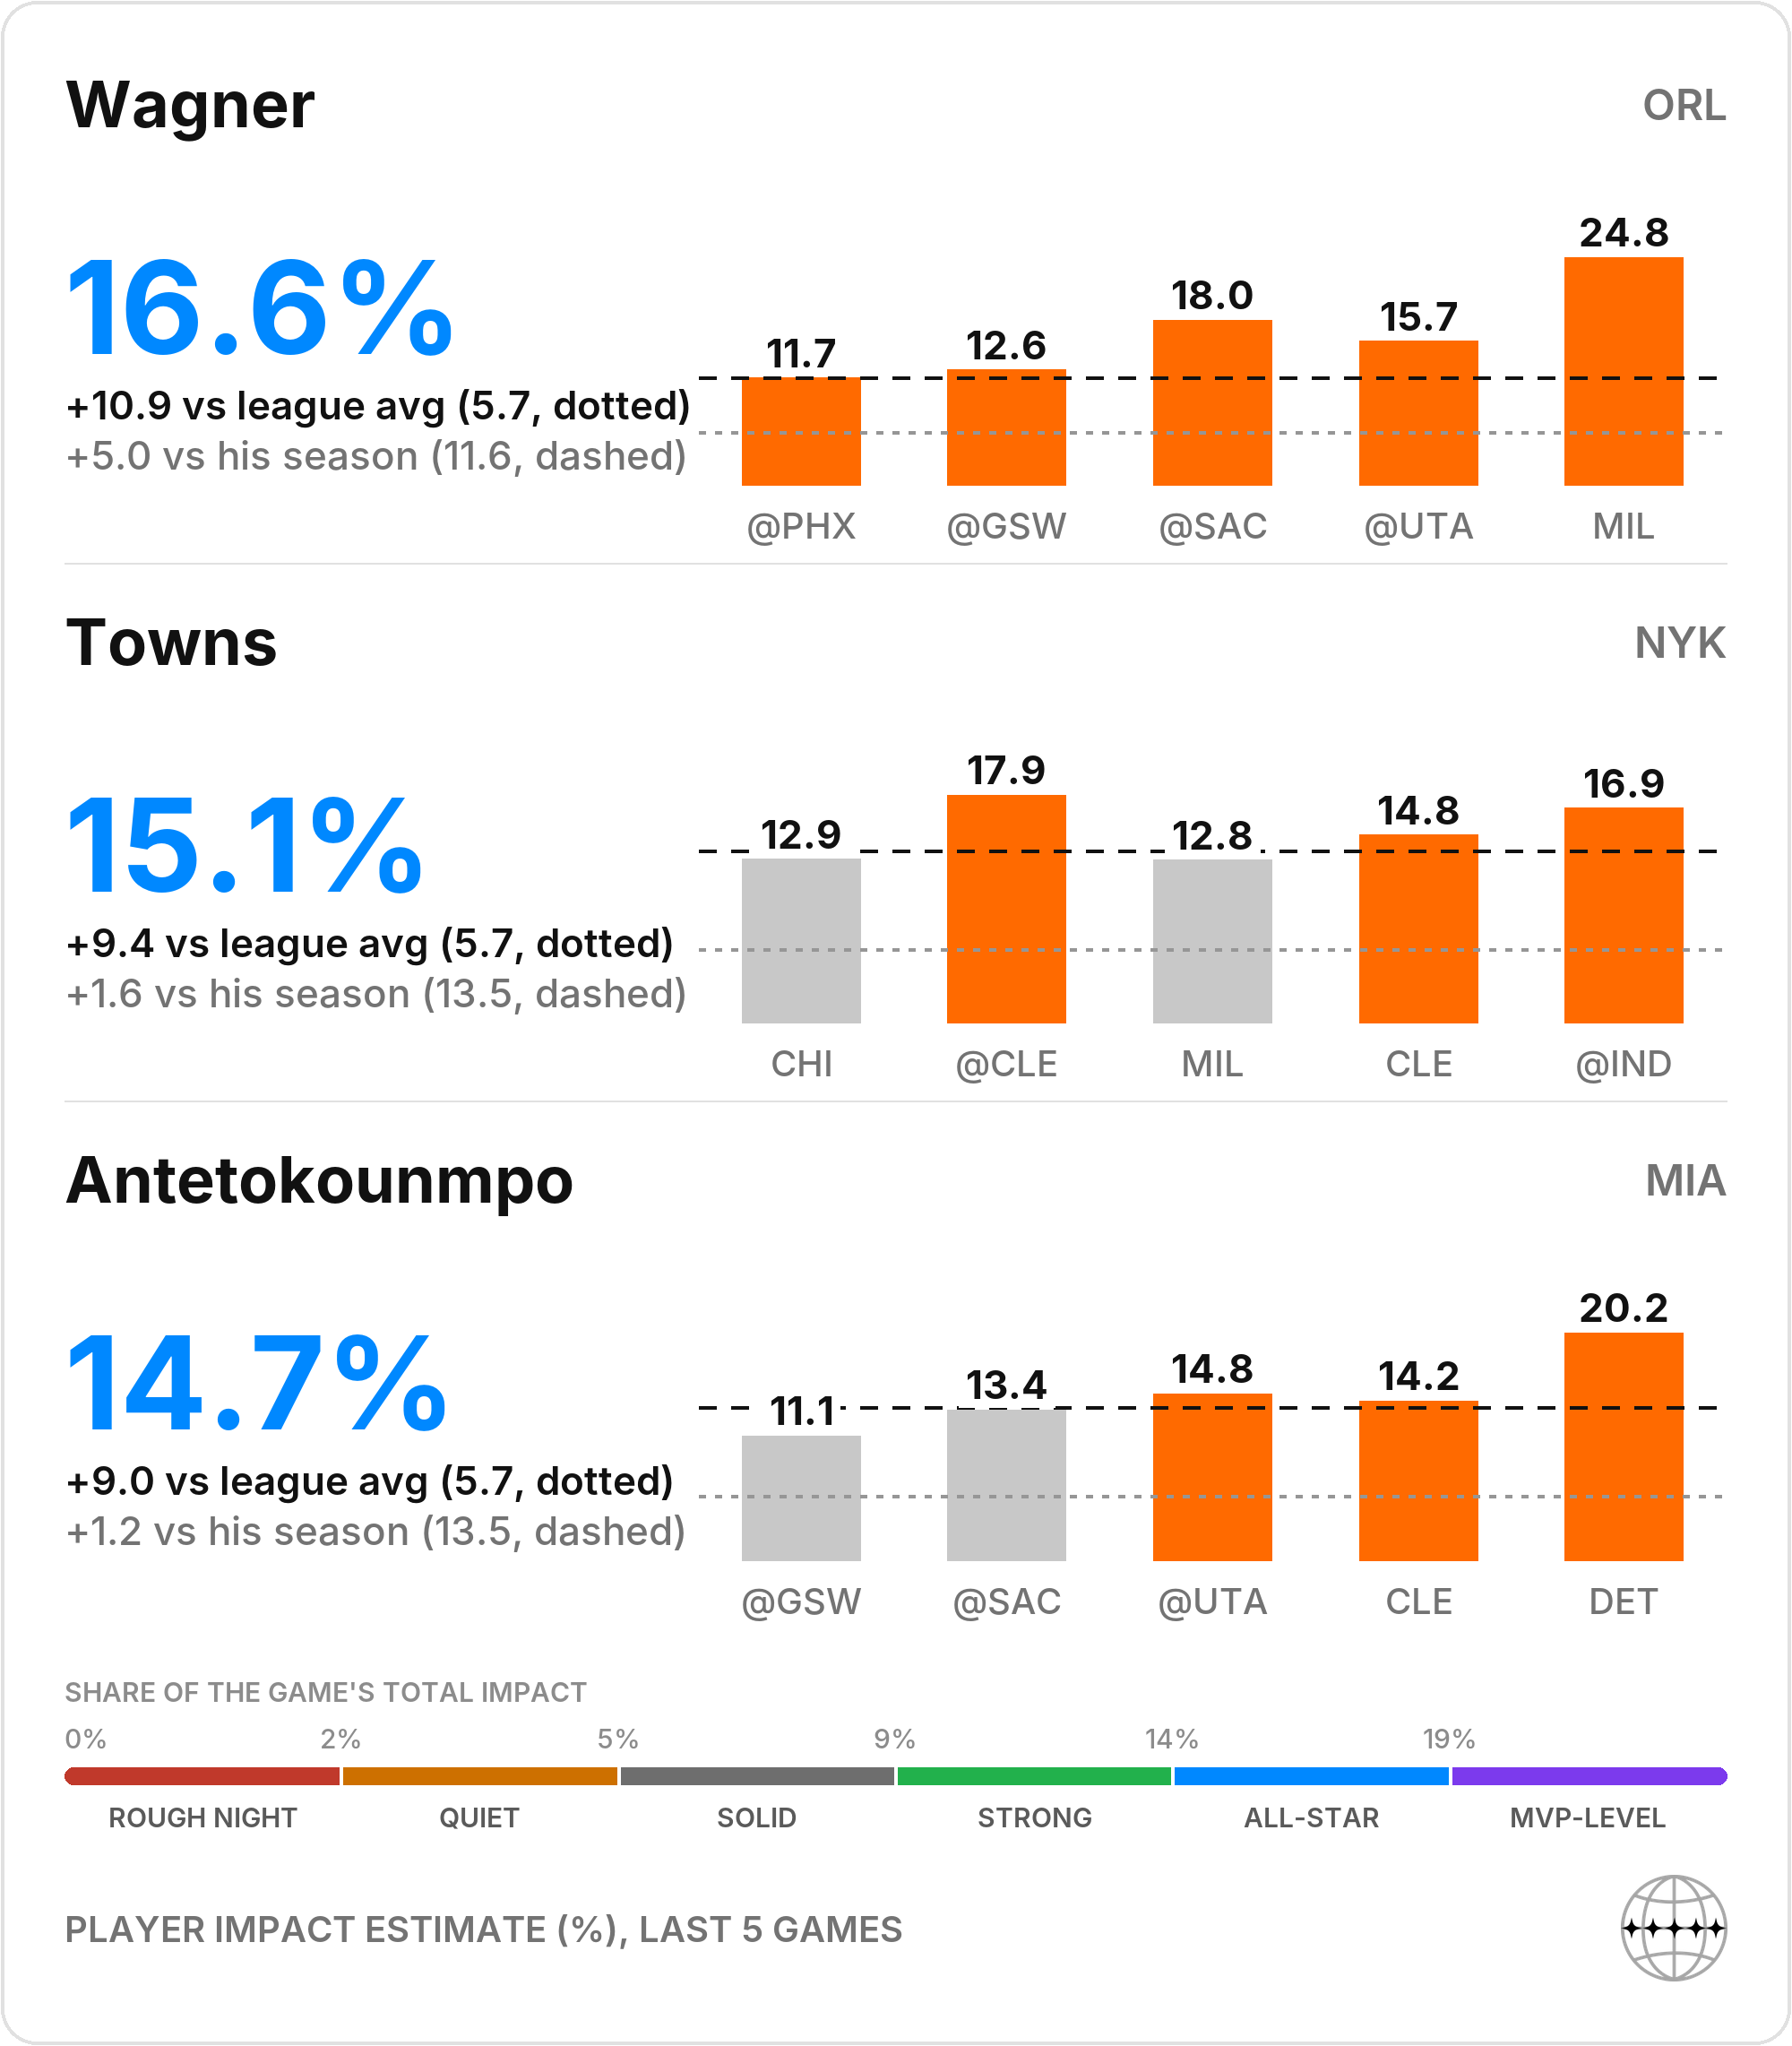 Wagner ORL
16.6%
+10.9 vs league avg (5.7, dotted)
+5.0 vs his season (11.6, dashed)
11.7 12.6 18.0 15.7 24.8
@PHX @GSW @SAC @UTA MIL
Towns NYK
15.1%
+9.4 vs league avg (5.7, dotted)
+1.6 vs his season (13.5, dashed)
12.9 17.9 12.8 14.8 16.9
CHI @CLE MIL CLE @IND
Antetokounmpo MIA
14.7%
+9.0 vs league avg (5.7, dotted)
+1.2 vs his season (13.5, dashed)
11.1 13.4 14.8 14.2 20.2
@GSW @SAC @UTA CLE DET
SHARE OF THE GAME'S TOTAL IMPACT
0% 2% 5% 9% 14% 19%
ROUGH NIGHT QUIET SOLID STRONG ALL-STAR MVP-LEVEL
PLAYER IMPACT ESTIMATE (%), LAST 5 GAMES